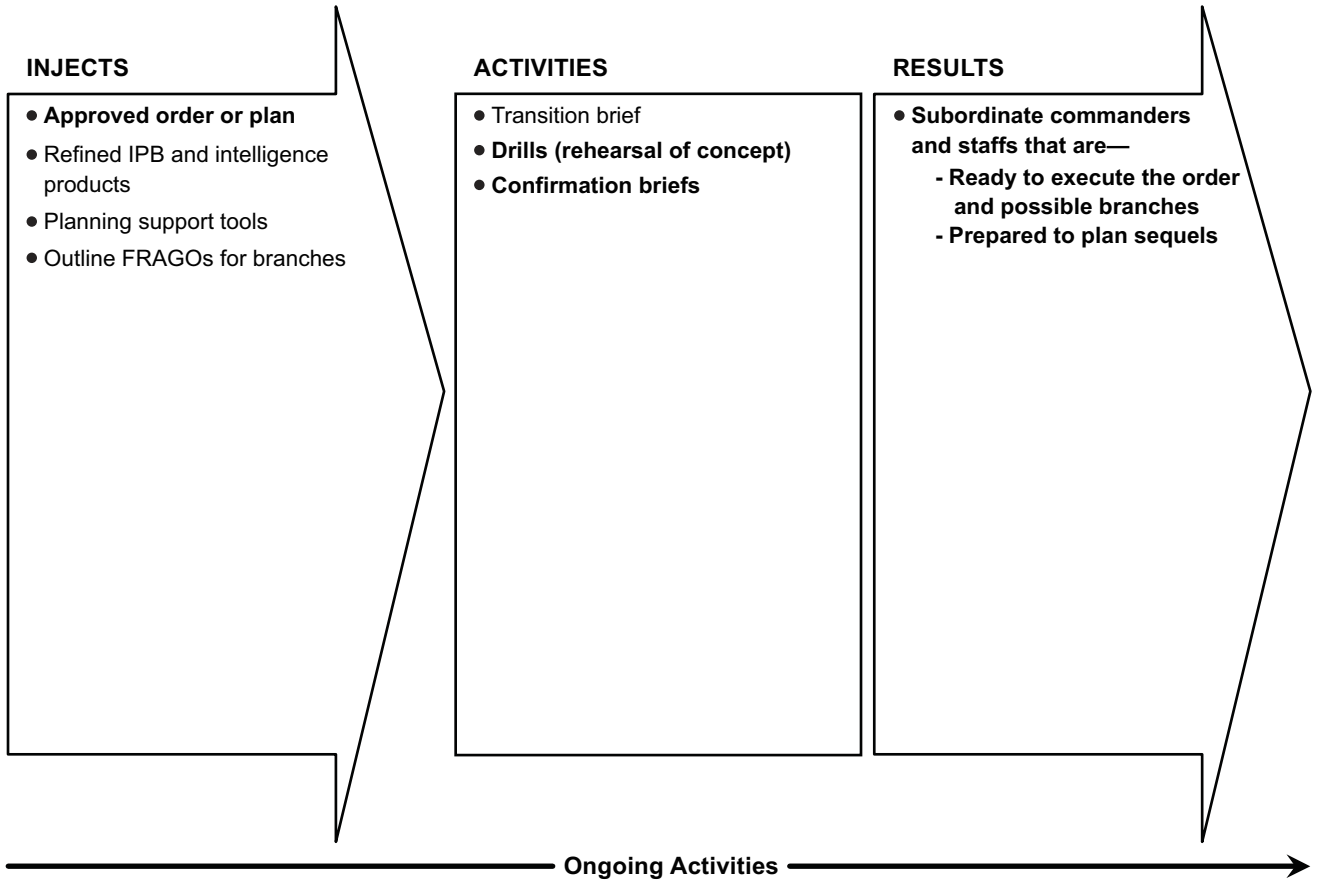 INJECTS
● Approved order or plan
● Refined IPB and intelligence
products
● Planning support tools
● Outline FRAGOs for branches
ACTIVITIES
● Transition brief
● Drills (rehearsal of concept)
● Confirmation briefs
RESULTS
● Subordinate commanders
and staffs that are—
- Ready to execute the order
and possible branches
- Prepared to plan sequels
Ongoing Activities